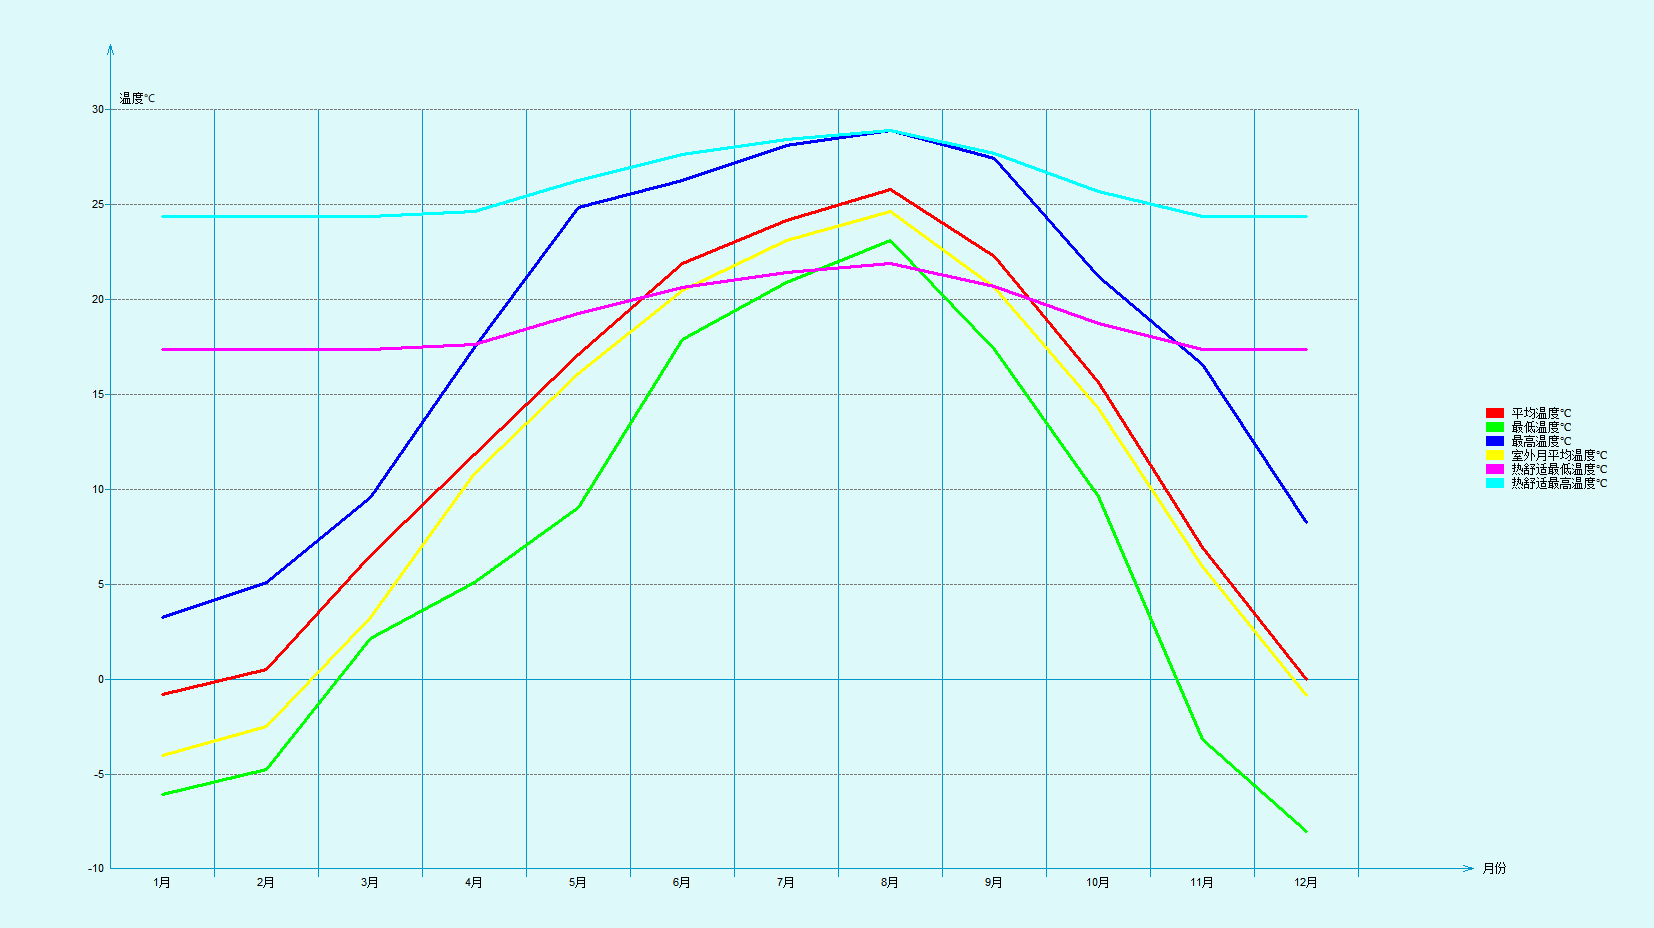 温度℃
30
25
20
15
10
5
0
-5
-10
1月 2月 3月 4月 5月 6月 7月 8月 9月 10月 11月 12月
月份
平均温度℃
最低温度℃
最高温度℃
室外月平均温度℃
热舒适最低温度℃
热舒适最高温度℃